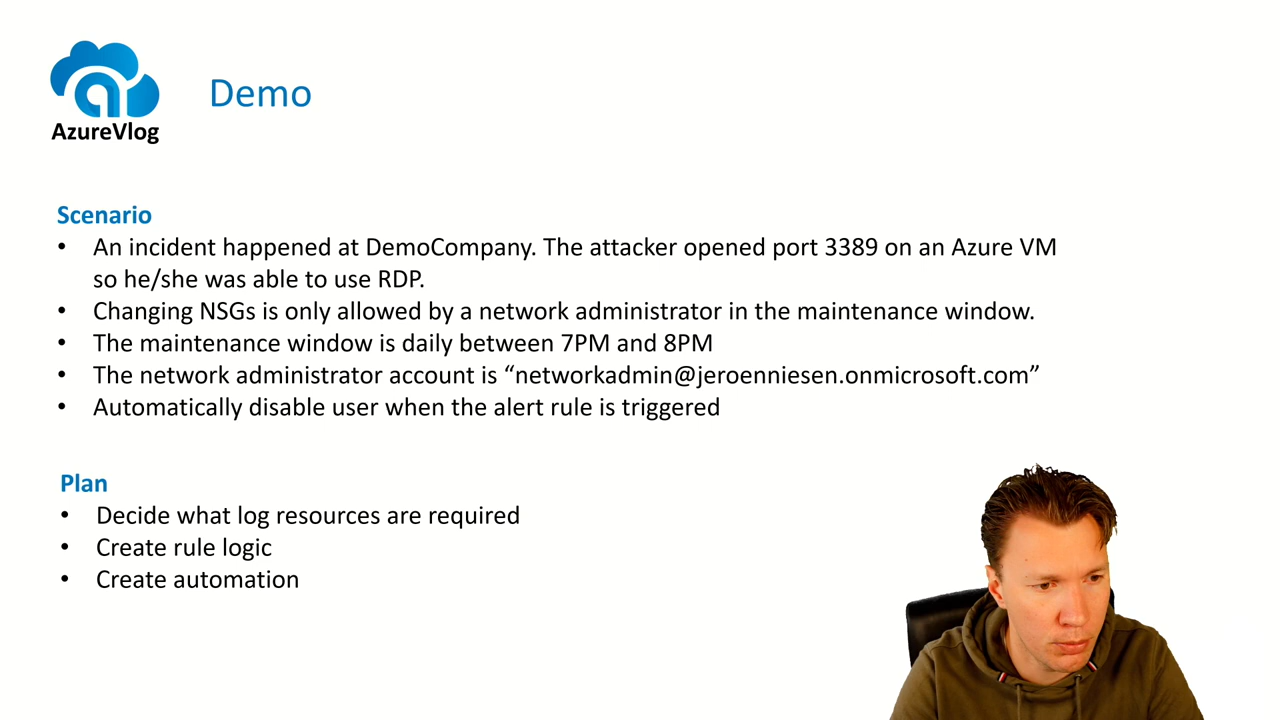 AzureVlog
Demo
Scenario
• An incident happened at DemoCompany. The attacker opened port 3389 on an Azure VM
so he/she was able to use RDP.
• Changing NSGs is only allowed by a network administrator in the maintenance window.
• The maintenance window is daily between 7PM and 8PM
• The network administrator account is “networkadmin@jeroenniesen.onmicrosoft.com”
• Automatically disable user when the alert rule is triggered
Plan
• Decide what log resources are required
• Create rule logic
• Create automation